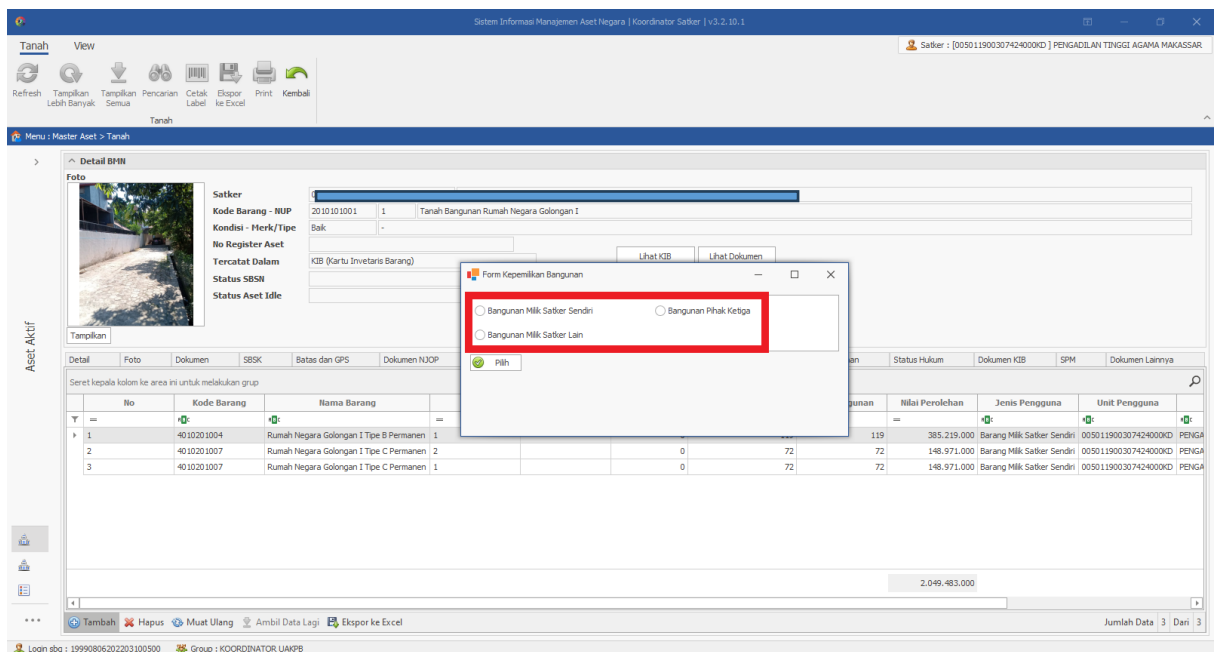 Sistem Informasi Manajemen Aset Negara | Koordinator Satker | v3.2.10.1
Tanah View
Satker : [005011900307424000KD ] PENGADILAN TINGGI AGAMA MAKASSAR
Refresh Tampilkan Lebih Banyak Tampilkan Semua Pencarian Cetak Label Ekspor ke Excel Print Kembali
Tanah
Menu : Master Aset > Tanah
Detail BMN
Foto
Satker
Kode Barang - NUP 2010101001 1 Tanah Bangunan Rumah Negara Golongan I
Kondisi - Merk/Tipe Baik -
No Register Aset
Lihat KIB Lihat Dokumen
Tercatat Dalam KIB (Kartu Invetaris Barang)
Status SBSN
Status Aset Idle
Form Kepemilikan Bangunan
Bangunan Milik Satker Sendiri Bangunan Pihak Ketiga
Bangunan Milik Satker Lain
Pilih
Tampilkan
Aset Aktif
Detail Foto Dokumen SBSK Batas dan GPS Dokumen NJOP Status Hukum Dokumen KIB SPM Dokumen Lainnya
Seret kepala kolom ke area ini untuk melakukan grup
No Kode Barang Nama Barang gunan Nilai Perolehan Jenis Pengguna Unit Pengguna
1 4010201004 Rumah Negara Golongan I Tipe B Permanen 1 119 385.219.000 Barang Milik Satker Sendiri 005011900307424000KD PENGA
2 4010201007 Rumah Negara Golongan I Tipe C Permanen 2 0 72 72 148.971.000 Barang Milik Satker Sendiri 005011900307424000KD PENGA
3 4010201007 Rumah Negara Golongan I Tipe C Permanen 1 0 72 72 148.971.000 Barang Milik Satker Sendiri 005011900307424000KD PENGA
2.049.483.000
Tambah Hapus Muat Ulang Ambil Data Lagi Ekspor ke Excel Jumlah Data 3 Dari 3
Login sbg : 19990806202203100500 Group : KOORDINATOR UAKPB